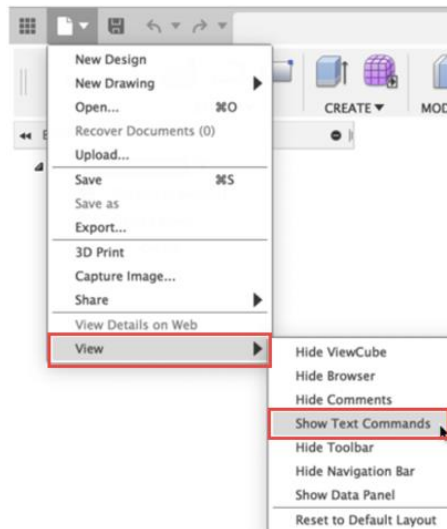 New Design
New Drawing
Open... ⌘O
Recover Documents (0)
Upload...
Save ⌘S
Save as
Export...
3D Print
Capture Image...
Share
View Details on Web
View
CREATE
MOD
Hide ViewCube
Hide Browser
Hide Comments
Show Text Commands
Hide Toolbar
Hide Navigation Bar
Show Data Panel
Reset to Default Layout